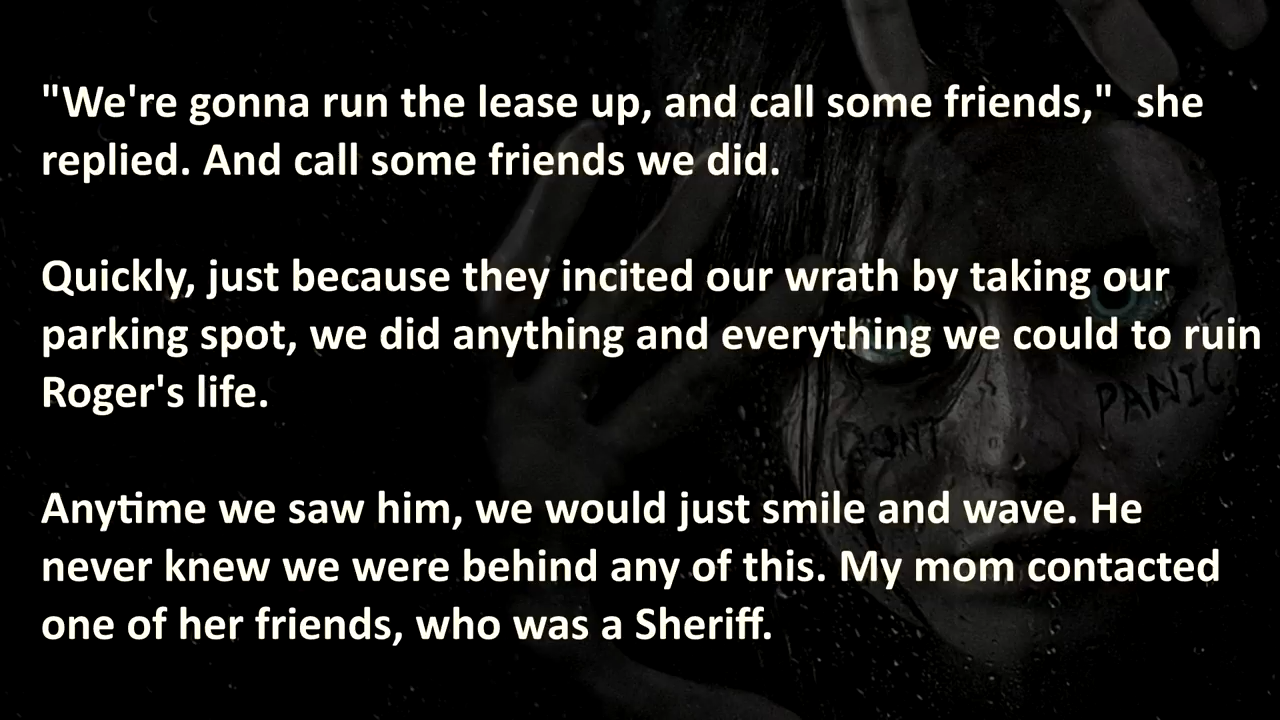 "We're gonna run the lease up, and call some friends,"  she
replied. And call some friends we did.
Quickly, just because they incited our wrath by taking our
parking spot, we did anything and everything we could to ruin
Roger's life.
Anytime we saw him, we would just smile and wave. He
never knew we were behind any of this. My mom contacted
one of her friends, who was a Sheriff.
DON'T
PANIC